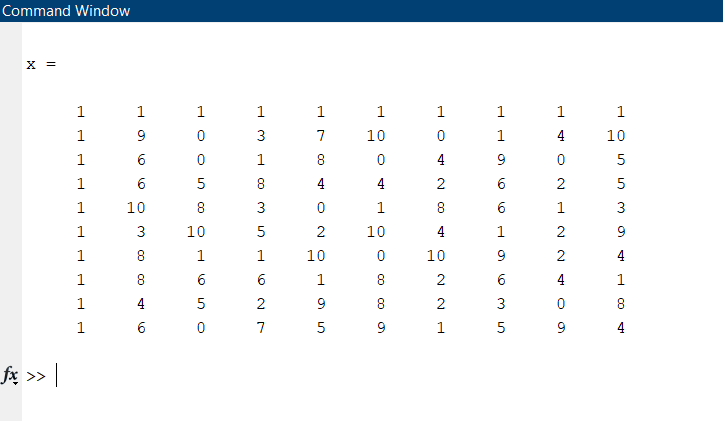 Command Window
x =
1 1 1 1 1 1 1 1 1 1
1 9 0 3 7 10 0 1 4 10
1 6 0 1 8 0 4 9 0 5
1 6 5 8 4 4 2 6 2 5
1 10 8 3 0 1 8 6 1 3
1 3 10 5 2 10 4 1 2 9
1 8 1 1 10 0 10 9 2 4
1 8 6 6 1 8 2 6 4 1
1 4 5 2 9 8 2 3 0 8
1 6 0 7 5 9 1 5 9 4
fx >>